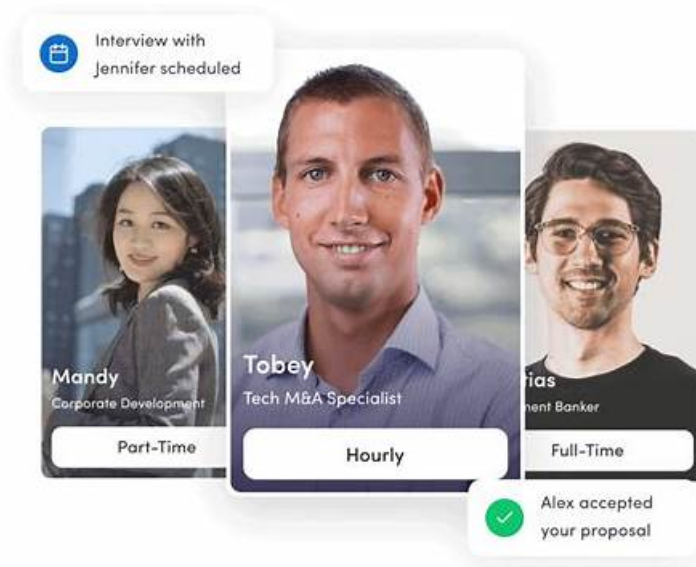 Interview with
Jennifer scheduled
Mandy
Corporate Development
Part-Time
Tobey
Tech M&A Specialist
Hourly
Banker
Full-Time
Alex accepted
your proposal